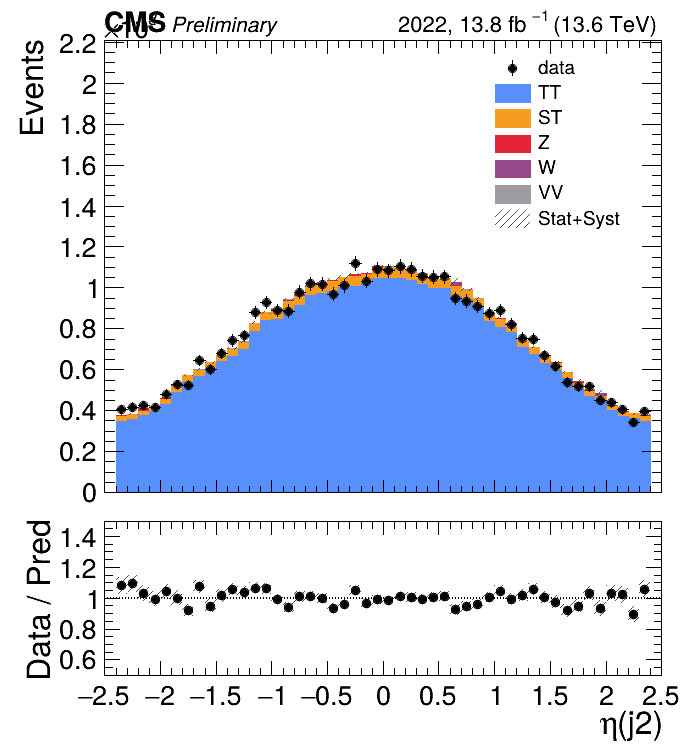 CMS Preliminary 2022, 13.8 fb⁻¹ (13.6 TeV)
Events
2.2
2
1.8
1.6
1.4
1.2
1
0.8
0.6
0.4
0.2
0
data
TT
ST
Z
W
VV
Stat+Syst
Data / Pred
1.4
1.2
1
0.8
0.6
−2.5 −2 −1.5 −1 −0.5 0 0.5 1 1.5 2 2.5
η(j2)